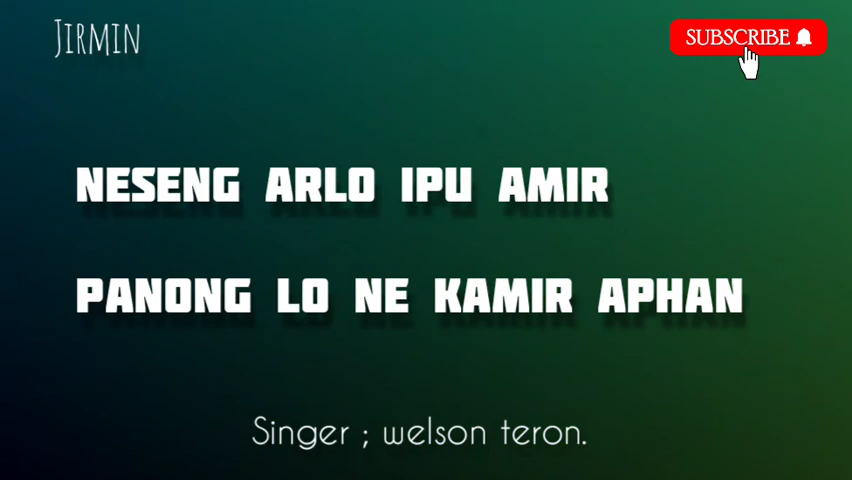 JIRMIN
SUBSCRIBE
NESENG ARLO IPU AMIR
PANONG LO NE KAMIR APHAN
Singer ; welson teron.